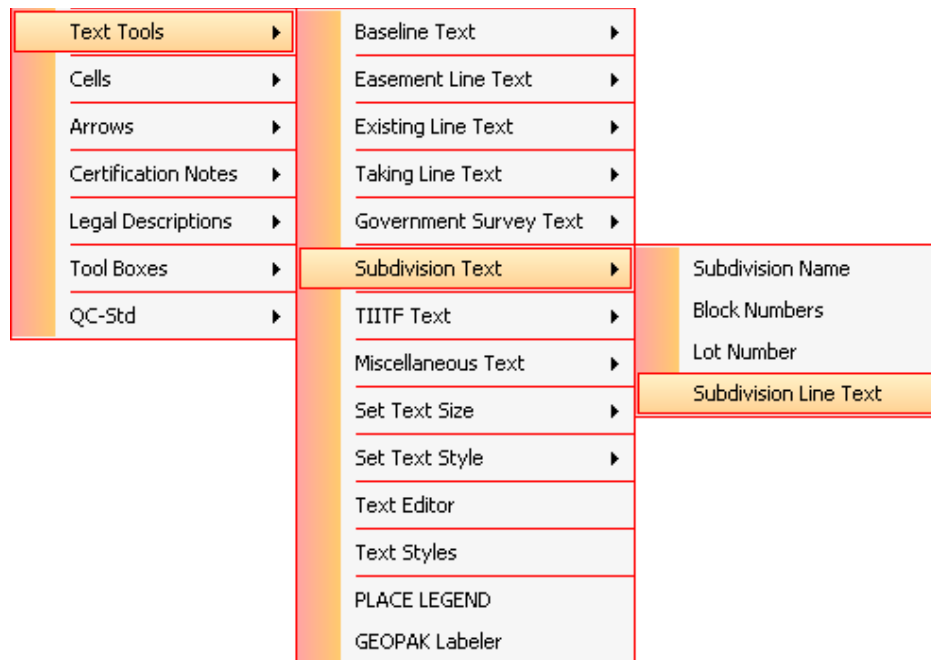 Text Tools
Cells
Arrows
Certification Notes
Legal Descriptions
Tool Boxes
QC-Std
Baseline Text
Easement Line Text
Existing Line Text
Taking Line Text
Government Survey Text
Subdivision Text
TIITF Text
Miscellaneous Text
Set Text Size
Set Text Style
Text Editor
Text Styles
PLACE LEGEND
GEOPAK Labeler
Subdivision Name
Block Numbers
Lot Number
Subdivision Line Text